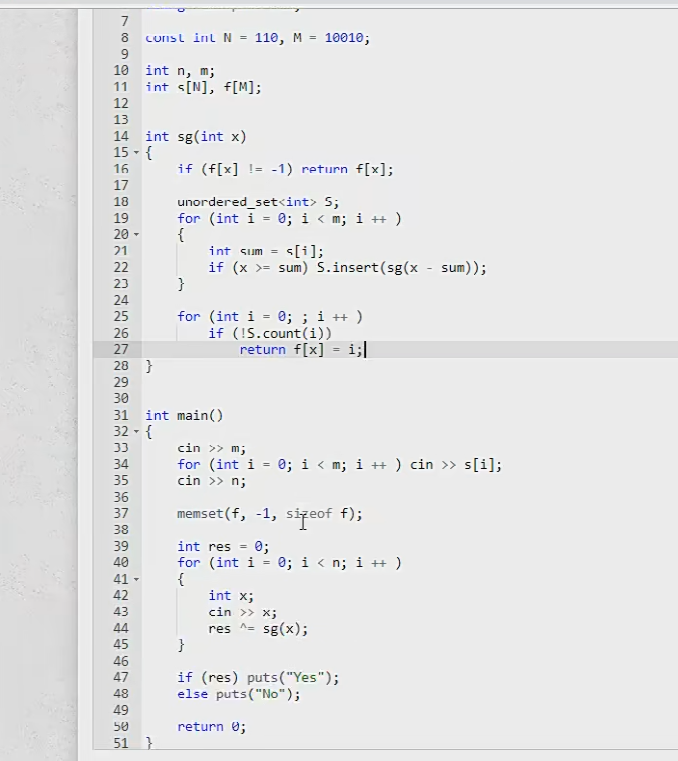 7
8 const int N = 110, M = 10010;
9
10 int n, m;
11 int s[N], f[M];
12
13
14 int sg(int x)
15 {
16     if (f[x] != -1) return f[x];
17
18     unordered_set<int> S;
19     for (int i = 0; i < m; i ++ )
20     {
21         int sum = s[i];
22         if (x >= sum) S.insert(sg(x - sum));
23     }
24
25     for (int i = 0; ; i ++ )
26         if (!S.count(i))
27             return f[x] = i;
28 }
29
30
31 int main()
32 {
33     cin >> m;
34     for (int i = 0; i < m; i ++ ) cin >> s[i];
35     cin >> n;
36
37     memset(f, -1, sizeof f);
38
39     int res = 0;
40     for (int i = 0; i < n; i ++ )
41     {
42         int x;
43         cin >> x;
44         res ^= sg(x);
45     }
46
47     if (res) puts("Yes");
48     else puts("No");
49
50     return 0;
51 }